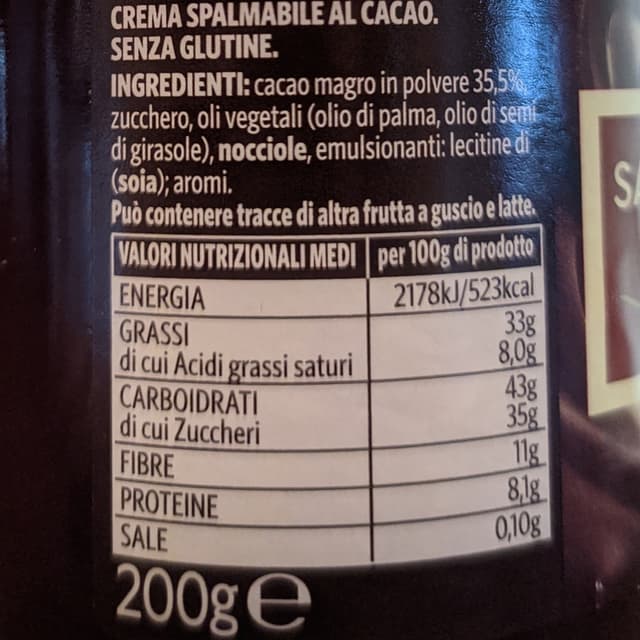 CREMA SPALMABILE AL CACAO.
SENZA GLUTINE.
INGREDIENTI: cacao magro in polvere 35,5%,
zucchero, oli vegetali (olio di palma, olio di semi
di girasole), nocciole, emulsionanti: lecitine di
(soia); aromi.
Può contenere tracce di altra frutta a guscio e latte.
VALORI NUTRIZIONALI MEDI per 100g di prodotto
ENERGIA 2178kJ/523kcal
GRASSI 33g
di cui Acidi grassi saturi 8,0g
CARBOIDRATI 43g
di cui Zuccheri 35g
FIBRE 11g
PROTEINE 8,1g
SALE 0,10g
200g e